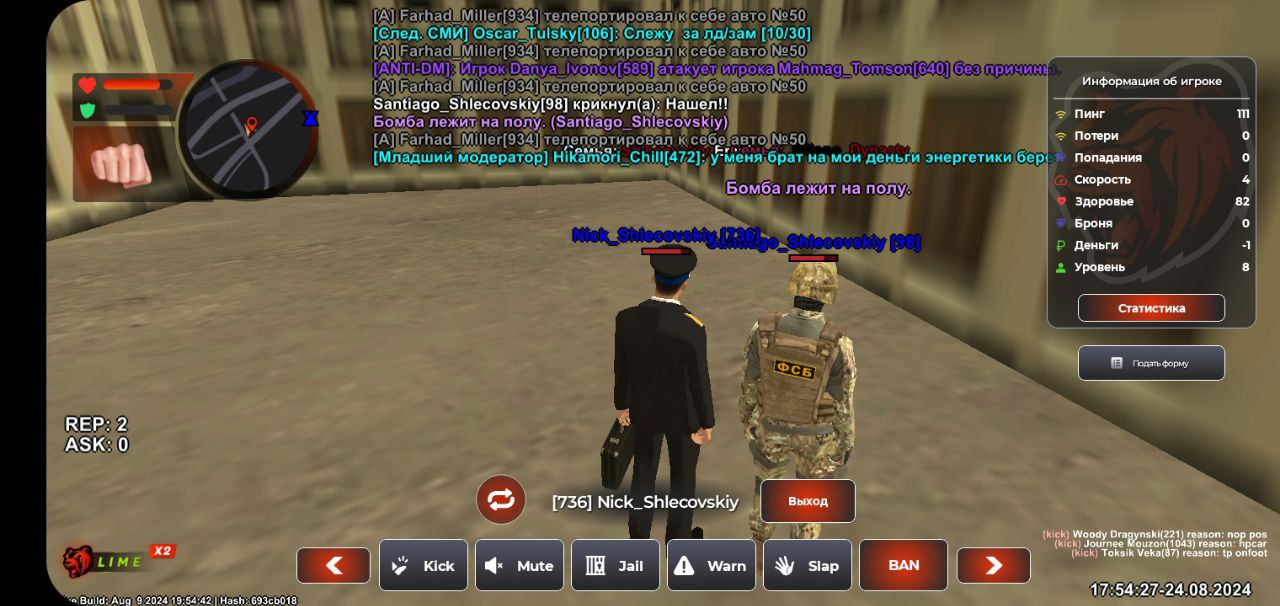 [A] Farhad_Miller[934] телепортировал к себе авто №50
[След. СМИ] Oscar_Tulsky[106]: Слежу за лд/зам [10/30]
[A] Farhad_Miller[934] телепортировал к себе авто №50
[ANTI-DM]: Игрок Danya_Ivonov[589] атакует игрока Mahmag_Tomson[640] без причины.
[A] Farhad_Miller[934] телепортировал к себе авто №50
Santiago_Shlecovskiy[98] крикнул(а): Нашел!!
Бомба лежит на полу. (Santiago_Shlecovskiy)
[A] Farhad_Miller[934] телепортировал к себе авто №50
Dynasty
[Младший модератор] Hikamori_Chill[472]: у меня брат на мои деньги энергетики бере
Бомба лежит на полу.
Nick_Shlecovskiy [736]
Santiago_Shlecovskiy [98]
Информация об игроке
Пинг 111
Потери 0
Попадания 0
Скорость 4
Здоровье 82
Броня 0
Деньги -1
Уровень 8
Статистика
Подать форму
ФСБ
REP: 2
ASK: 0
[736] Nick_Shlecovskiy
Выход
LIME X2
Kick
Mute
Jail
Warn
Slap
BAN
(kick) Woody Dragynski(221) reason: nop pos
(kick) Journee Mouzon(1043) reason: hpcar
(kick) Toksik Veka(87) reason: tp onfoot
17:54:27-24.08.2024
Build: Aug 9 2024 19:54:42 | Hash: 693cb018